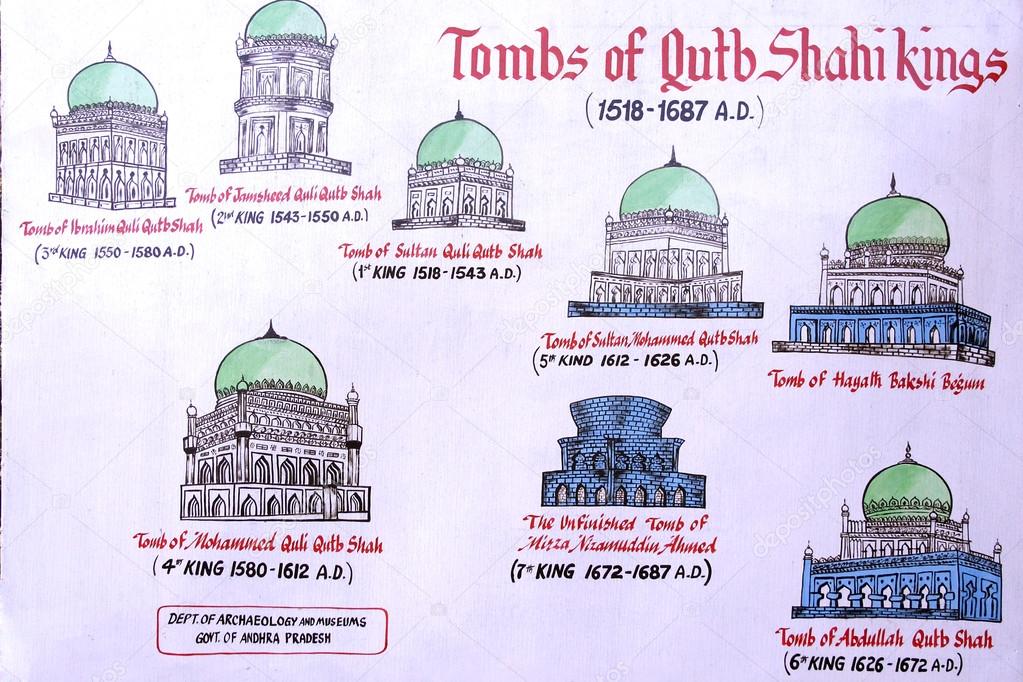 Tombs of Qutb Shahi kings
(1518-1687 A.D.)
Tomb of Ibrahim Quli Qutb Shah
(3rd KING 1550-1580 A.D.)
Tomb of Jamsheed Quli Qutb Shah
(2nd KING 1543-1550 A.D.)
Tomb of Sultan Quli Qutb Shah
(1st KING 1518-1543 A.D.)
Tomb of Sultan Mohammed Qutb Shah
(5th KIND 1612-1626 A.D.)
Tomb of Hayath Bakshi Begum
Tomb of Mohammed Quli Qutb Shah
(4th KING 1580-1612 A.D.)
The Unfinished Tomb of
Mirza Nizamuddin Ahmed
(7th KING 1672-1687 A.D.)
Tomb of Abdullah Qutb Shah
(6th KING 1626-1672 A.D.)
DEPT. OF ARCHAEOLOGY AND MUSEUMS
GOVT. OF ANDHRA PRADESH
depositphotos